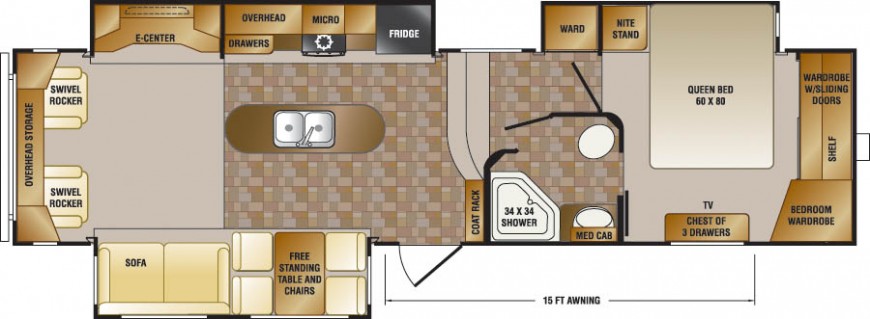 OVERHEAD
MICRO
E-CENTER
DRAWERS
FRIDGE
WARD
NITE
STAND
QUEEN BED
60 X 80
WARDROBE
W/SLIDING
DOORS
SHELF
OVERHEAD STORAGE
SWIVEL
ROCKER
SWIVEL
ROCKER
COAT RACK
34 X 34
SHOWER
MED CAB
TV
CHEST OF
3 DRAWERS
BEDROOM
WARDROBE
SOFA
FREE
STANDING
TABLE AND
CHAIRS
15 FT AWNING